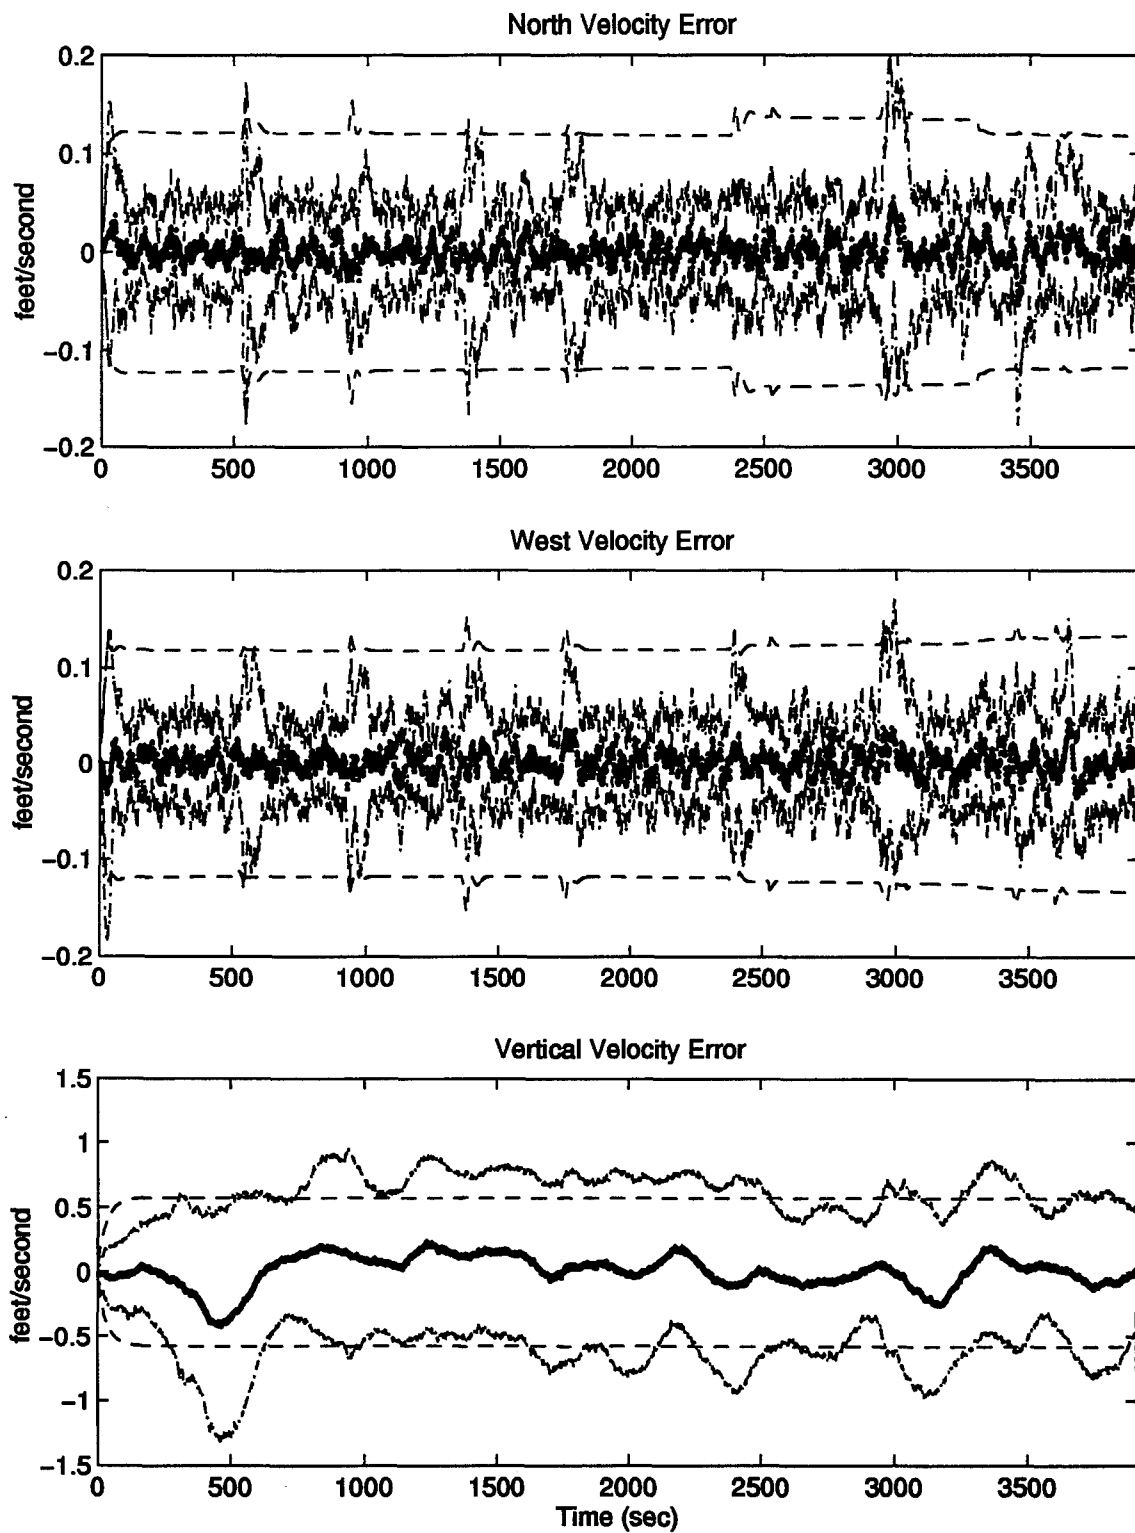 North Velocity Error
0.2
0.1
0
−0.1
−0.2
feet/second
0 500 1000 1500 2000 2500 3000 3500
West Velocity Error
0.2
0.1
0
−0.1
−0.2
feet/second
0 500 1000 1500 2000 2500 3000 3500
Vertical Velocity Error
1.5
1
0.5
0
−0.5
−1
−1.5
feet/second
0 500 1000 1500 2000 2500 3000 3500
Time (sec)